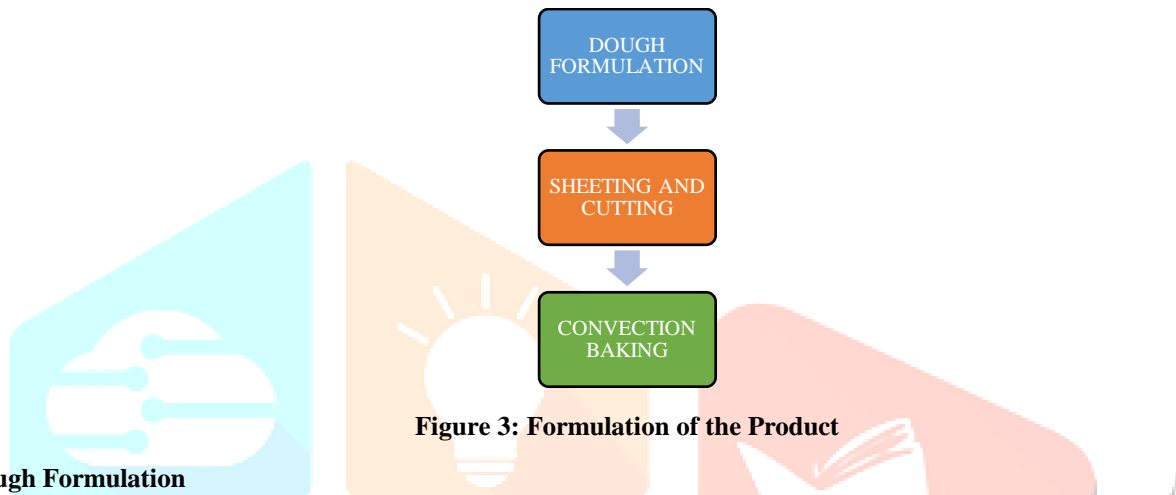 DOUGH
FORMULATION
SHEETING AND
CUTTING
CONVECTION
BAKING
Figure 3: Formulation of the Product
ugh Formulation